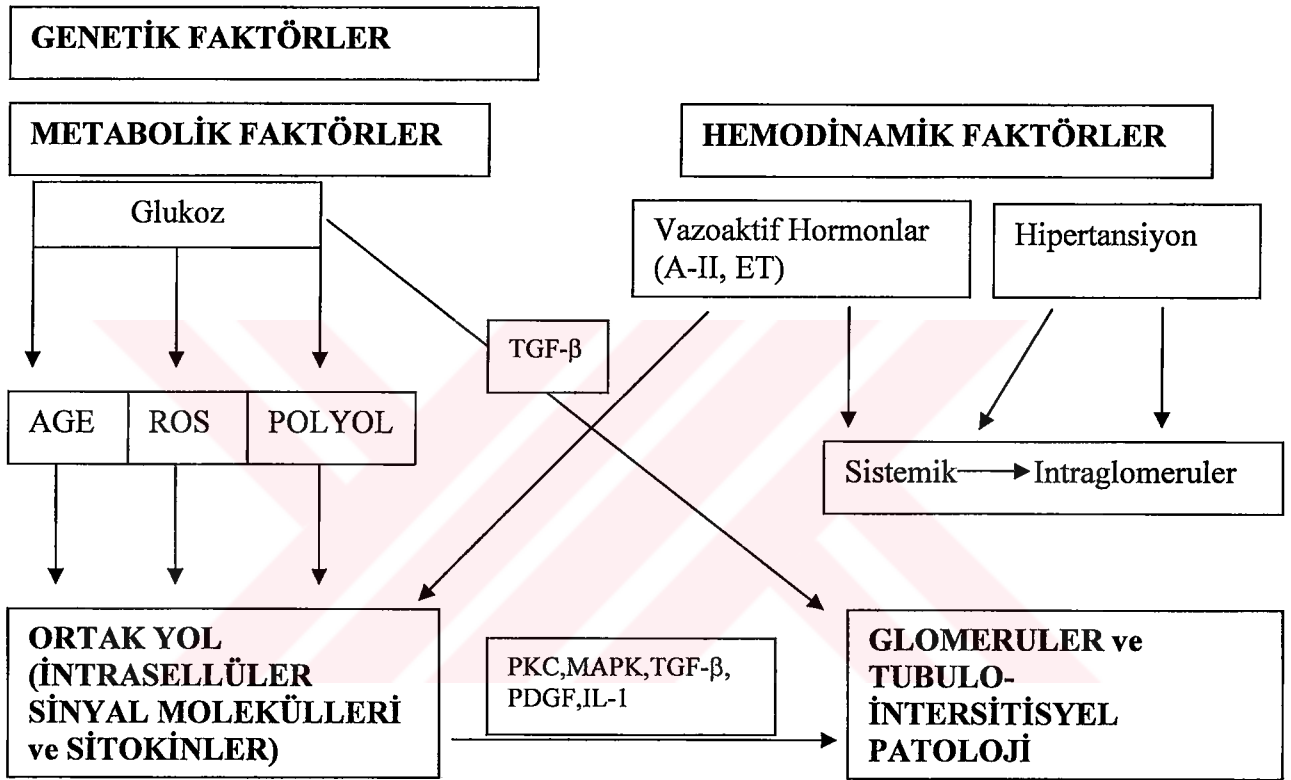 GENETİK FAKTÖRLER
METABOLİK FAKTÖRLER
HEMODİNAMİK FAKTÖRLER
Glukoz
Vazoaktif Hormonlar
(A-II, ET)
Hipertansiyon
TGF-β
AGE
ROS
POLYOL
Sistemik
Intraglomeruler
ORTAK YOL
(İNTRASELLÜLER
SİNYAL MOLEKÜLLERİ
ve SİTOKİNLER)
PKC,MAPK,TGF-β,
PDGF,IL-1
GLOMERULER ve
TUBULO-
İNTERSİTİSYEL
PATOLOJİ